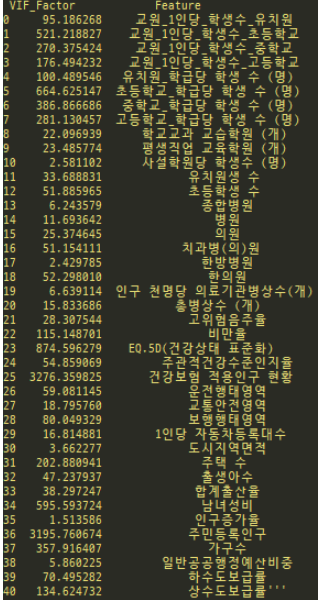 VIF_Factor Feature
0 95.186268 교원_1인당_학생수_유치원
1 521.218827 교원_1인당_학생수_초등학교
2 270.375424 교원_1인당_학생수_중학교
3 176.494232 교원_1인당_학생수_고등학교
4 100.489546 유치원_학급당 학생 수 (명)
5 664.625147 초등학교_학급당 학생 수 (명)
6 386.866686 중학교_학급당 학생 수 (명)
7 281.130457 고등학교_학급당 학생 수 (명)
8 22.096939 학교교과 교습학원 (개)
9 23.485774 평생직업 교육학원 (개)
10 2.581102 사설학원당 학생수 (명)
11 33.688831 유치원생 수
12 51.885965 초등학생 수
13 6.243579 종합병원
14 11.693642 병원
15 25.374645 의원
16 51.154111 치과병(의)원
17 2.429785 한방병원
18 52.298010 한의원
19 6.639114 인구 천명당 의료기관병상수(개)
20 15.833686 총병상수 (개)
21 28.307544 고위험음주율
22 115.148701 비만율
23 874.596279 EQ.5D(건강상태 표준화)
24 54.859069 주관적건강수준인지율
25 3276.359825 건강보험 적용인구 현황
26 59.081145 운전행태영역
27 18.795760 교통안전영역
28 80.049329 보행행태영역
29 16.814881 1인당 자동차등록대수
30 3.662277 도시지역면적
31 202.880941 주택 수
32 47.237937 출생아수
33 38.297247 합계출산율
34 595.593724 남녀성비
35 1.513586 인구증가율
36 3195.760674 주민등록인구
37 357.916407 가구수
38 5.860225 일반공공행정예산비중
39 70.495282 하수도보급률
40 134.624732 상수도보급률'''